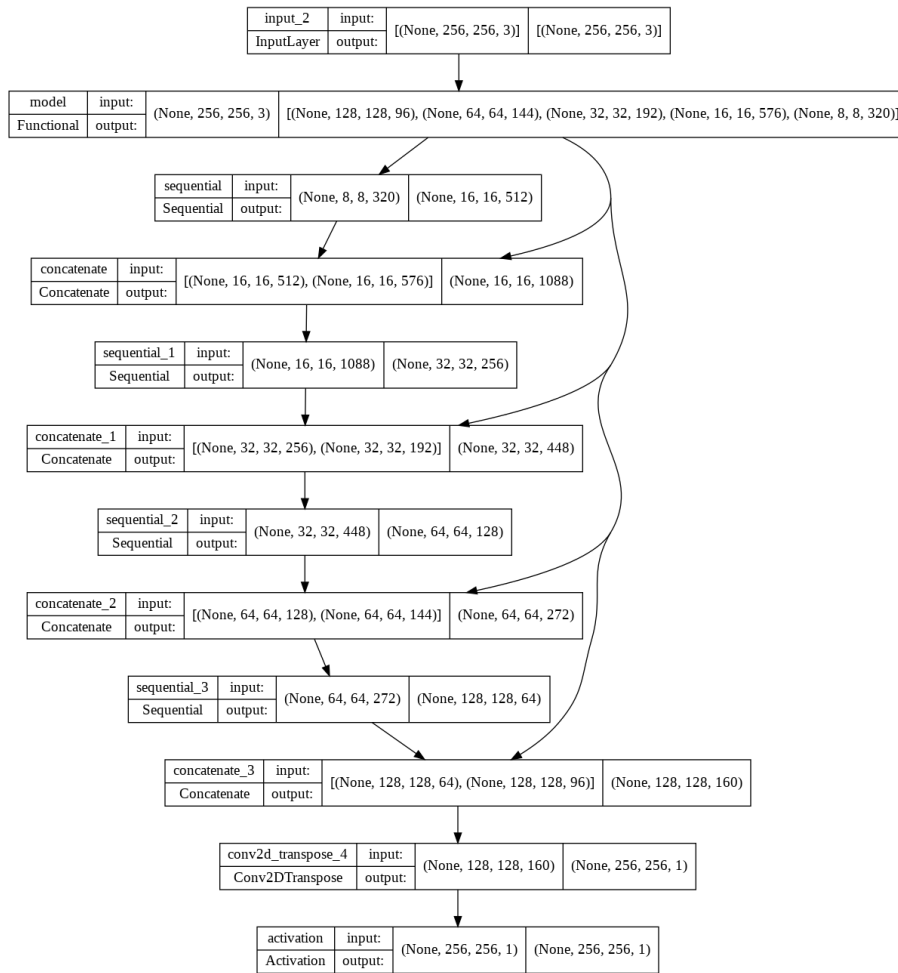 input_2 input: [(None, 256, 256, 3)] [(None, 256, 256, 3)]
InputLayer output:
model input: (None, 256, 256, 3) [(None, 128, 128, 96), (None, 64, 64, 144), (None, 32, 32, 192), (None, 16, 16, 576), (None, 8, 8, 320)]
Functional output:
sequential input: (None, 8, 8, 320) (None, 16, 16, 512)
Sequential output:
concatenate input: [(None, 16, 16, 512), (None, 16, 16, 576)] (None, 16, 16, 1088)
Concatenate output:
sequential_1 input: (None, 16, 16, 1088) (None, 32, 32, 256)
Sequential output:
concatenate_1 input: [(None, 32, 32, 256), (None, 32, 32, 192)] (None, 32, 32, 448)
Concatenate output:
sequential_2 input: (None, 32, 32, 448) (None, 64, 64, 128)
Sequential output:
concatenate_2 input: [(None, 64, 64, 128), (None, 64, 64, 144)] (None, 64, 64, 272)
Concatenate output:
sequential_3 input: (None, 64, 64, 272) (None, 128, 128, 64)
Sequential output:
concatenate_3 input: [(None, 128, 128, 64), (None, 128, 128, 96)] (None, 128, 128, 160)
Concatenate output:
conv2d_transpose_4 input: (None, 128, 128, 160) (None, 256, 256, 1)
Conv2DTranspose output:
activation input: (None, 256, 256, 1) (None, 256, 256, 1)
Activation output: